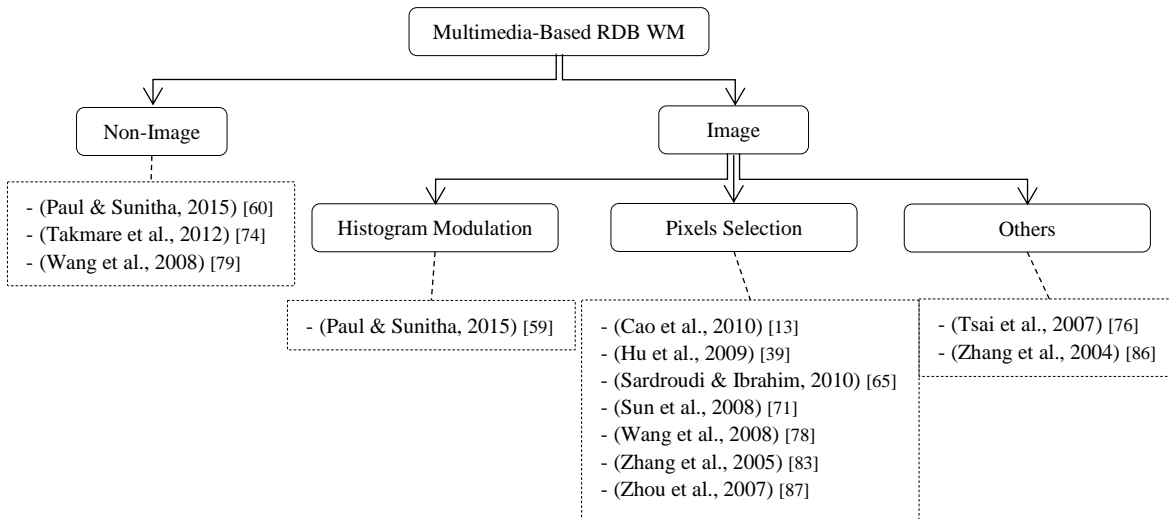 Multimedia-Based RDB WM
Non-Image
Image
- (Paul & Sunitha, 2015) [60]
- (Takmare et al., 2012) [74]
- (Wang et al., 2008) [79]
Histogram Modulation
Pixels Selection
Others
- (Paul & Sunitha, 2015) [59]
- (Cao et al., 2010) [13]
- (Hu et al., 2009) [39]
- (Sardroudi & Ibrahim, 2010) [65]
- (Sun et al., 2008) [71]
- (Wang et al., 2008) [78]
- (Zhang et al., 2005) [83]
- (Zhou et al., 2007) [87]
- (Tsai et al., 2007) [76]
- (Zhang et al., 2004) [86]